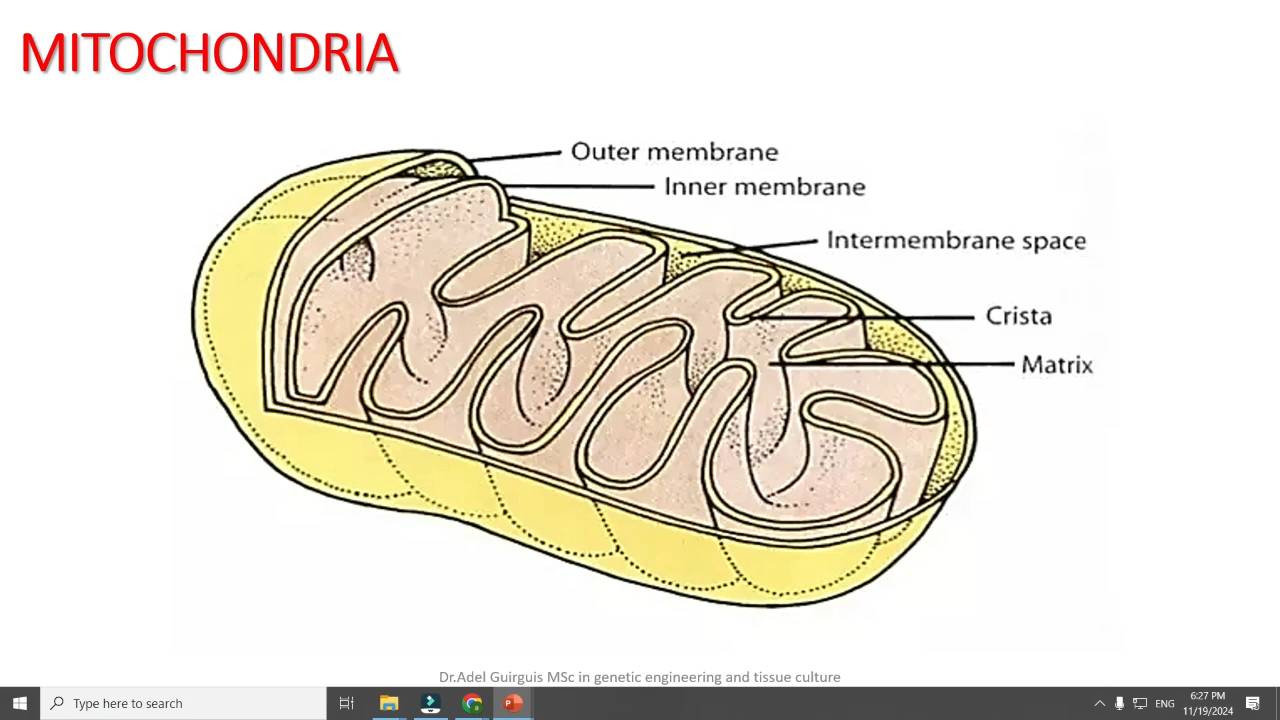 MITOCHONDRIA
Outer membrane
Inner membrane
Intermembrane space
Crista
Matrix
Dr.Adel Guirguis MSc in genetic engineering and tissue culture
Type here to search
P
ENG
6:27 PM
11/19/2024